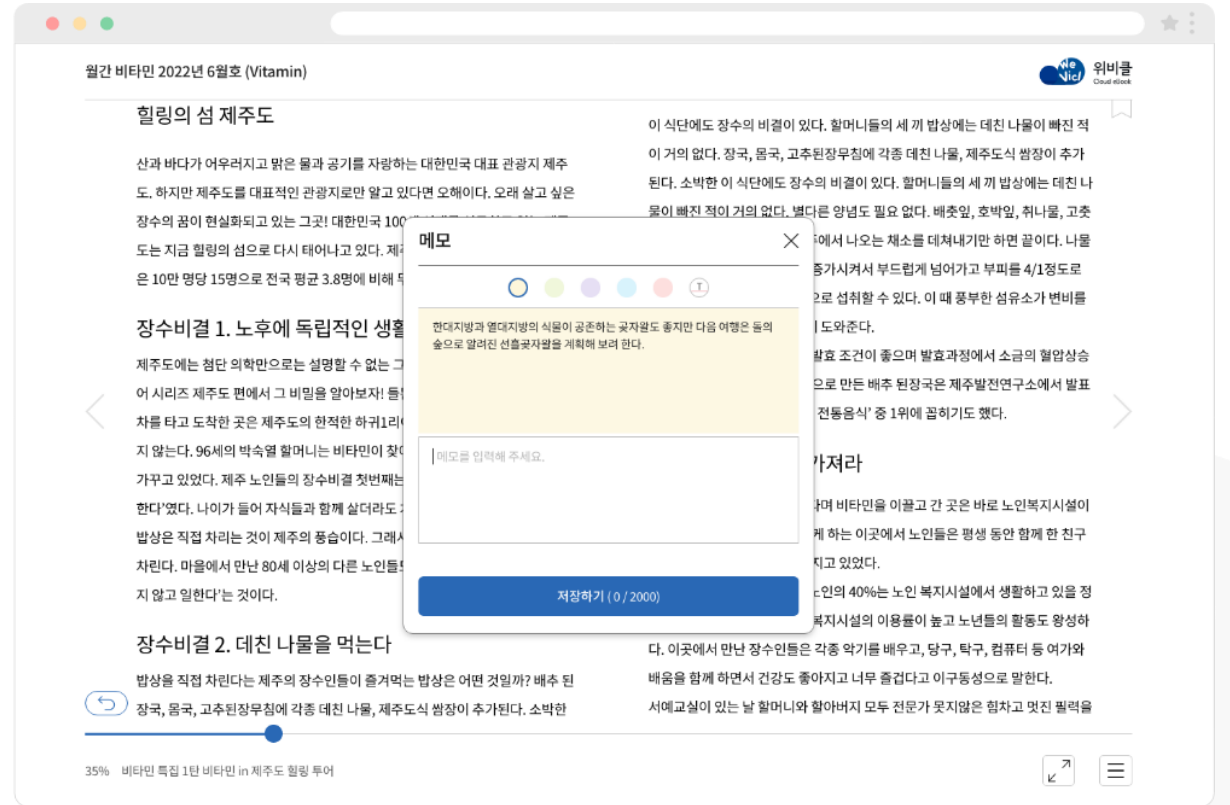 월간 비타민 2022년 6월호 (Vitamin)
We
Vicl
위비클
Cloud eBook
힐링의 섬 제주도
산과 바다가 어우러지고 맑은 물과 공기를 자랑하는 대한민국 대표 관광지 제주
도. 하지만 제주도를 대표적인 관광지로만 알고 있다면 오해이다. 오래 살고 싶은
장수의 꿈이 현실화되고 있는 그곳! 대한민국 100
도는 지금 힐링의 섬으로 다시 태어나고 있다.
은 10만 명당 15명으로 전국 평균 3.8명에 비해
장수비결 1. 노후에 독립적인 생활
제주도에는 첨단 의학만으로는 설명할 수 없는 그
어 시리즈 제주도 편에서 그 비밀을 알아보자!
차를 타고 도착한 곳은 제주도의 한적한 하귀1리
지 않는다. 96세의 박숙열 할머니는 비타민이 찾
가꾸고 있었다. 제주 노인들의 장수비결 첫번째는
한다’였다. 나이가 들어 자식들과 함께 살더라도
밥상은 직접 차리는 것이 제주의 풍습이다. 그래서
차린다. 마을에서 만난 80세 이상의 다른 노인들
지 않고 일한다’는 것이다.
장수비결 2. 데친 나물을 먹는다
밥상을 직접 차린다는 제주의 장수인들이 즐겨먹는 밥상은 어떤 것일까? 배추 된
장국, 몸국, 고추된장무침에 각종 데친 나물, 제주도식 쌈장이 추가된다. 소박한
이 식단에도 장수의 비결이 있다. 할머니들의 세 끼 밥상에는 데친 나물이 빠진 적
이 거의 없다. 장국, 몸국, 고추된장무침에 각종 데친 나물, 제주도식 쌈장이 추가
된다. 소박한 이 식단에도 장수의 비결이 있다. 할머니들의 세 끼 밥상에는 데친 나
물이 빠진 적이 거의 없다. 별다른 양념도 필요 없다. 배춧잎, 호박잎, 취나물, 고춧
에서 나오는 채소를 데쳐내기만 하면 끝이다. 나물
증가시켜서 부드럽게 넘어가고 부피를 4/1정도로
으로 섭취할 수 있다. 이 때 풍부한 섬유소가 변비를
도와준다.
발효 조건이 좋으며 발효과정에서 소금의 혈압상승
으로 만든 배추 된장국은 제주발전연구소에서 발표
전통음식’ 중 1위에 꼽히기도 했다.
가져라
며 비타민을 이끌고 간 곳은 바로 노인복지시설이
께 하는 이곳에서 노인들은 평생 동안 함께 한 친구
지고 있었다.
인의 40%는 노인 복지시설에서 생활하고 있을 정
복지시설의 이용률이 높고 노년들의 활동도 왕성하
다. 이곳에서 만난 장수인들은 각종 악기를 배우고, 당구, 탁구, 컴퓨터 등 여가와
배움을 함께 하면서 건강도 좋아지고 너무 즐겁다고 이구동성으로 말한다.
서예교실이 있는 날 할머니와 할아버지 모두 전문가 못지않은 힘차고 멋진 필력을
메모
T
한대지방과 열대지방의 식물이 공존하는 곶자왈도 좋지만 다음 여행은 돌의
숲으로 알려진 선흘곶자왈을 계획해 보려 한다.
메모를 입력해 주세요.
저장하기 ( 0 / 2000)
35% 비타민 특집 1탄 비타민 in 제주도 힐링 투어